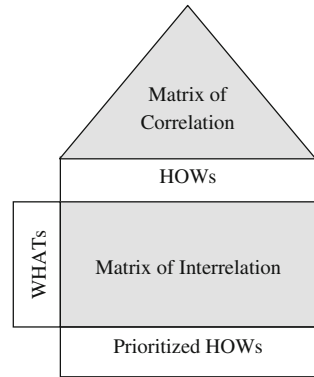 Matrix of
Correlation
HOWs
WHATs
Matrix of Interrelation
Prioritized HOWs